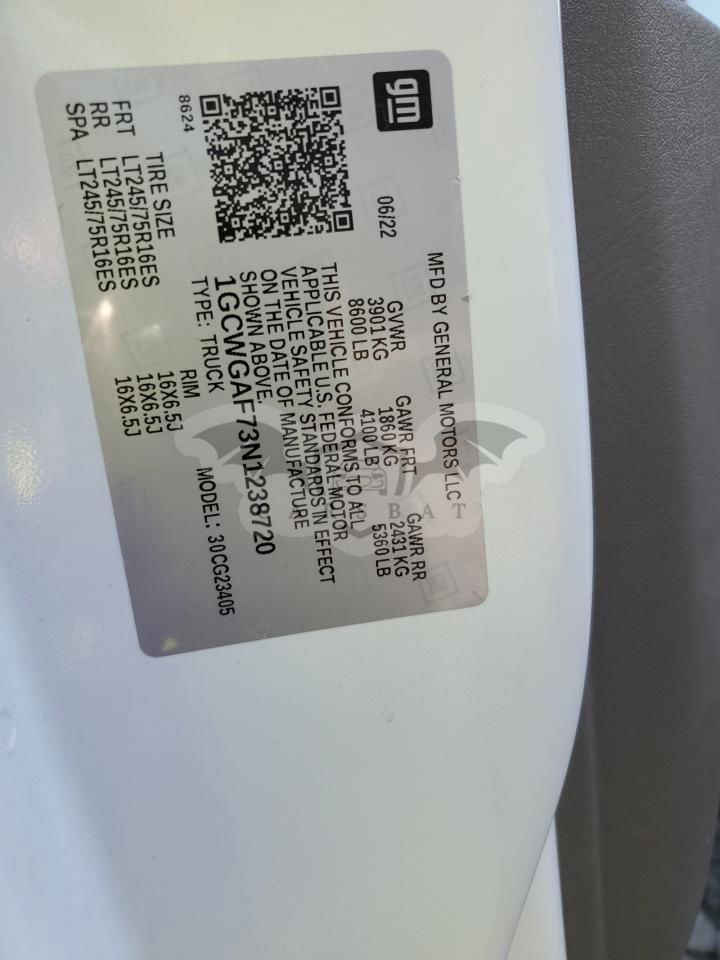 gm
MFD BY GENERAL MOTORS LLC
06/22
GVWR GAWR FRT GAWR RR
3901 KG 1860 KG 2431 KG
8600 LB 4100 LB 5360 LB
THIS VEHICLE CONFORMS TO ALL
APPLICABLE U.S. FEDERAL MOTOR
VEHICLE SAFETY STANDARDS IN EFFECT
ON THE DATE OF MANUFACTURE
SHOWN ABOVE.
1GCWGAF73N1238720
TYPE: TRUCK MODEL: 30CG23405
8624
TIRE SIZE RIM
FRT LT245/75R16ES 16X6.5J
RR LT245/75R16ES 16X6.5J
SPA LT245/75R16ES 16X6.5J